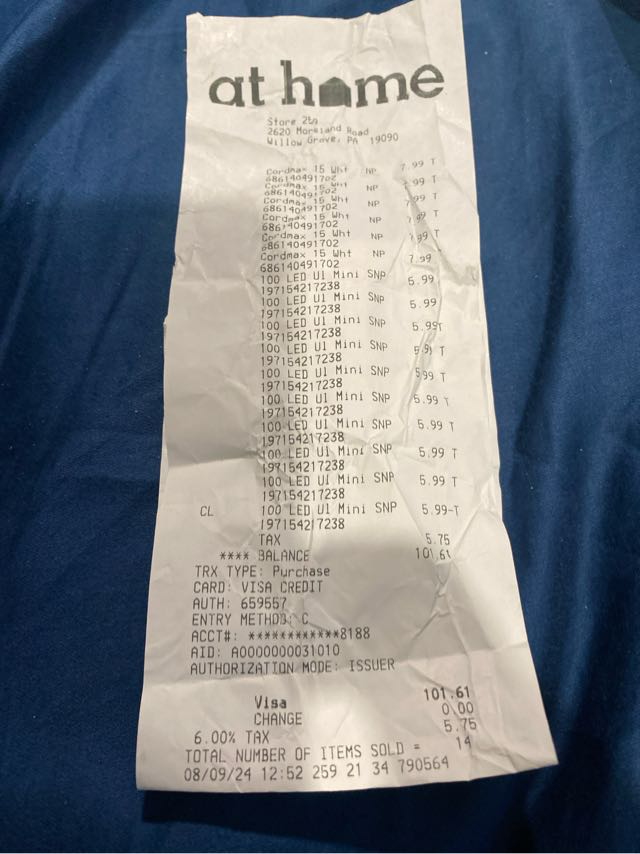 at home
Store
2620 Moreland Road
Willow Grove, PA 19090
Cordmax 15 Wht NP 7.99 T
686140491702
Cordmax 15 Wht NP 7.99 T
686140491702
Cordmax 15 Wht NP 7.99 T
686140491702
Cordmax 15 Wht NP 7.99 T
686140491702
Cordmax 15 Wht NP 7.99 T
686140491702
Cordmax 15 Wht NP 7.99
686140491702
100 LED Ul Mini SNP 5.99
197154217238
100 LED Ul Mini SNP 5.99
197154217238
100 LED Ul Mini SNP 5.99T
197154217238
100 LED Ul Mini SNP 5.99 T
197154217238
100 LED Ul Mini SNP 5.99 T
197154217238
100 LED Ul Mini SNP 5.99 T
197154217238
100 LED Ul Mini SNP 5.99 T
197154217238
100 LED Ul Mini SNP 5.99 T
197154217238
100 LED Ul Mini SNP 5.99 T
197154217238
CL 100 LED Ul Mini SNP 5.99-T
197154217238
TAX 5.75
**** BALANCE 101.61
TRX TYPE: Purchase
CARD: VISA CREDIT
AUTH: 659557
ENTRY METHOD: C
ACCT#: ************8188
AID: A0000000031010
AUTHORIZATION MODE: ISSUER
Visa 101.61
CHANGE 0.00
6.00% TAX 5.75
TOTAL NUMBER OF ITEMS SOLD = 14
08/09/24 12:52 259 21 34 790564